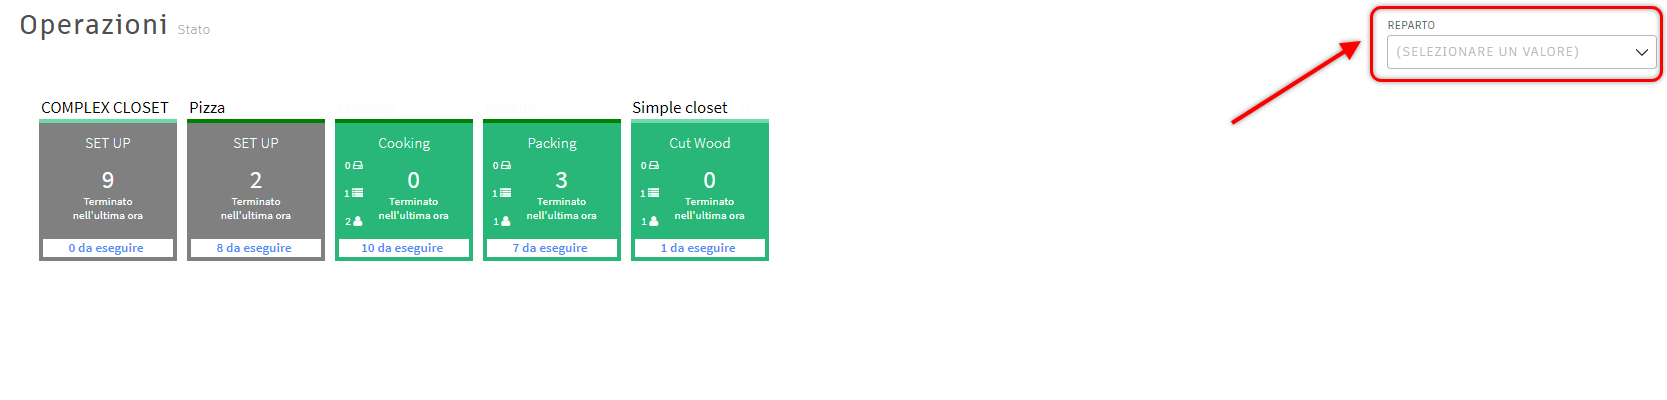 Operazioni Stato
REPARTO
(SELEZIONARE UN VALORE)
COMPLEX CLOSET
SET UP
9
Terminato
nell'ultima ora
0 da eseguire
Pizza
SET UP
2
Terminato
nell'ultima ora
8 da eseguire
Cooking
0
1
2
0
Terminato
nell'ultima ora
10 da eseguire
Packing
0
1
1
3
Terminato
nell'ultima ora
7 da eseguire
Simple closet
Cut Wood
0
1
1
0
Terminato
nell'ultima ora
1 da eseguire